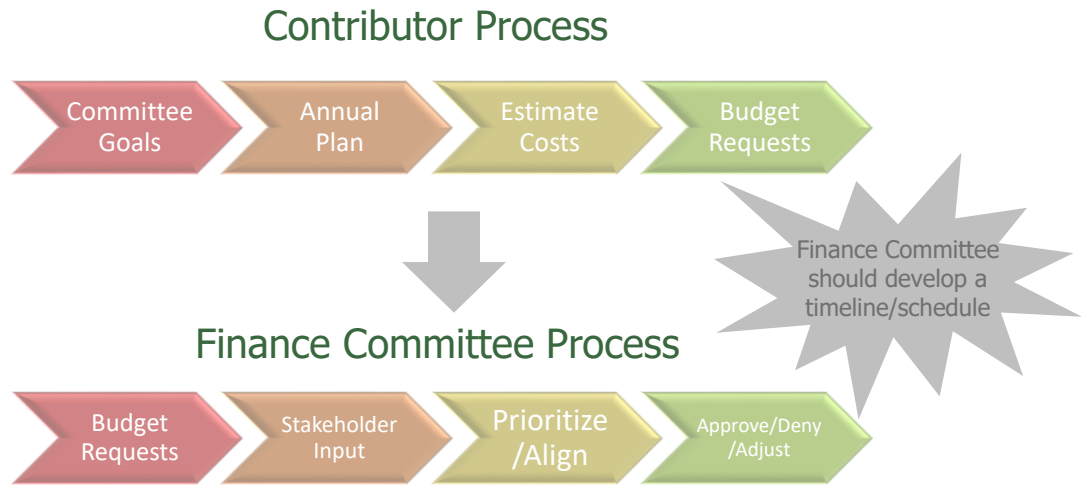 Contributor Process
Committee
Goals
Annual
Plan
Estimate
Costs
Budget
Requests
Finance Committee
should develop a
timeline/schedule
Finance Committee Process
Budget
Requests
Stakeholder
Input
Prioritize
/Align
Approve/Deny
/Adjust